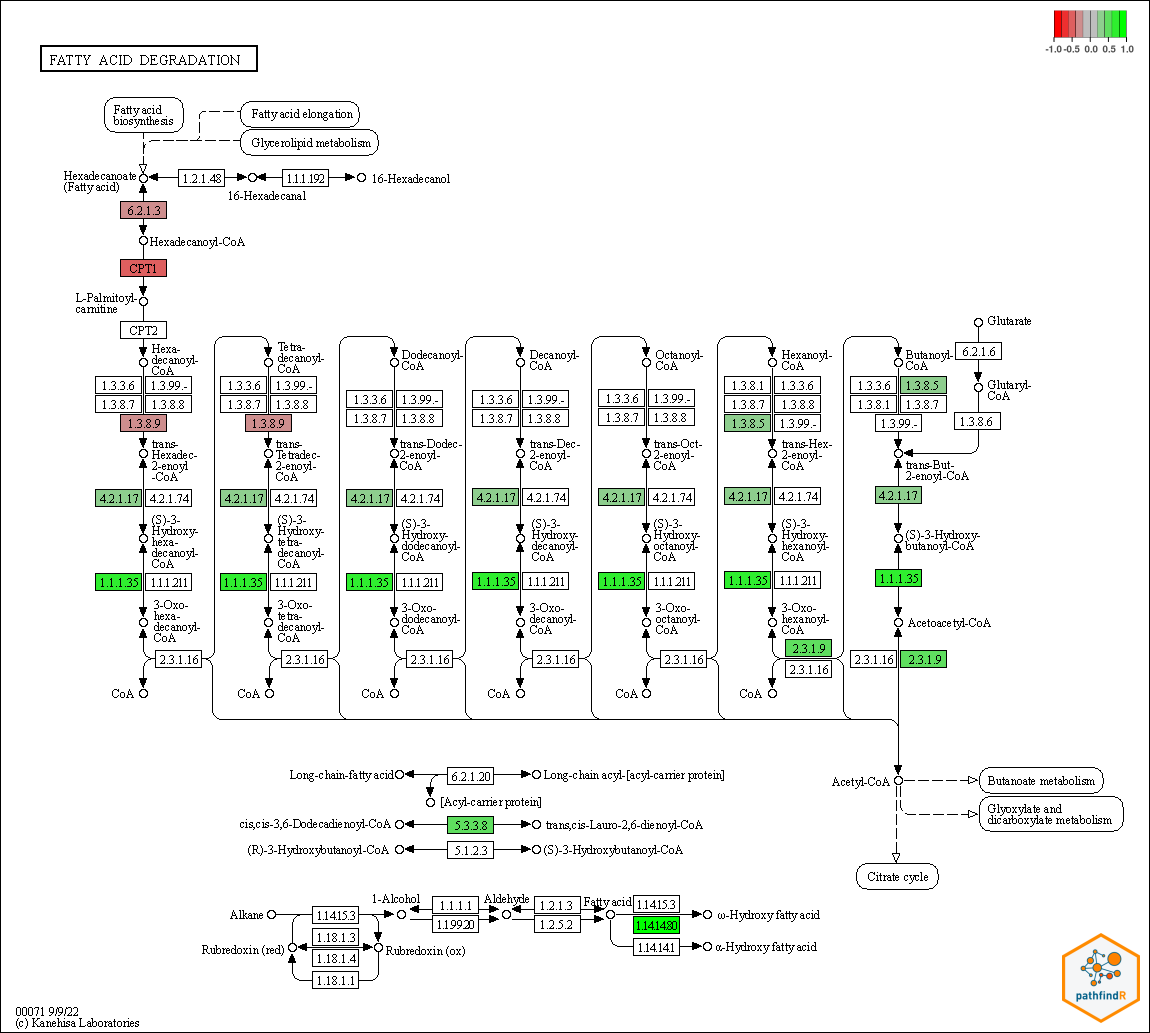 -1.0 -0.5 0.0 0.5 1.0
FATTY ACID DEGRADATION
Fatty acid
biosynthesis
Fatty acid elongation
Glycerolipid metabolism
Hexadecanoate
(Fatty acid)
1.2.1.48
1.1.1.192
16-Hexadecanol
16-Hexadecanal
6.2.1.3
Hexadecanoyl-CoA
CPT1
L-Palmitoyl-
carnitine
CPT2
Glutarate
6.2.1.6
Glutaryl-
CoA
1.3.8.6
Hexa-
decanoyl-
CoA
Tetra-
decanoyl-
CoA
Dodecanoyl-
CoA
Decanoyl-
CoA
Octanoyl-
CoA
Hexanoyl-
CoA
Butanoyl-
CoA
1.3.3.6 1.3.99.- 1.3.3.6 1.3.99.- 1.3.8.1 1.3.3.6 1.3.3.6 1.3.8.5
1.3.3.6 1.3.99.- 1.3.3.6 1.3.99.- 1.3.3.6 1.3.99.-
1.3.8.7 1.3.8.8 1.3.8.7 1.3.8.8 1.3.8.7 1.3.8.8 1.3.8.1 1.3.8.7
1.3.8.7 1.3.8.8 1.3.8.7 1.3.8.8 1.3.8.7 1.3.8.8
1.3.8.9 1.3.8.9 1.3.8.5 1.3.99.- 1.3.99.-
trans-
Hexadec-
2-enoyl
-CoA
trans-
Tetradec-
2-enoyl-
CoA
trans-Dodec-
2-enoyl-
CoA
trans-Dec-
2-enoyl-
CoA
trans-Oct-
2-enoyl-
CoA
trans-Hex-
2-enoyl-
CoA
trans-But-
2-enoyl-CoA
4.2.1.17 4.2.1.74 4.2.1.17 4.2.1.74 4.2.1.17 4.2.1.74 4.2.1.17 4.2.1.74 4.2.1.17 4.2.1.74 4.2.1.17 4.2.1.74 4.2.1.17
(S)-3-
Hydroxy-
hexa-
decanoyl-
CoA
(S)-3-
Hydroxy-
tetra-
decanoyl-
CoA
(S)-3-
Hydroxy-
dodecanoyl-
CoA
(S)-3-
Hydroxy-
decanoyl-
CoA
(S)-3-
Hydroxy-
octanoyl-
CoA
(S)-3-
Hydroxy-
hexanoyl-
CoA
(S)-3-Hydroxy-
butanoyl-CoA
1.1.1.35 1.1.1.211 1.1.1.35 1.1.1.211 1.1.1.35 1.1.1.211 1.1.1.35 1.1.1.211 1.1.1.35 1.1.1.211 1.1.1.35 1.1.1.211 1.1.1.35
3-Oxo-
hexa-
decanoyl-
CoA
3-Oxo-
tetra-
decanoyl-
CoA
3-Oxo-
dodecanoyl-
CoA
3-Oxo-
decanoyl-
CoA
3-Oxo-
octanoyl-
CoA
3-Oxo-
hexanoyl-
CoA
Acetoacetyl-CoA
2.3.1.16 2.3.1.16 2.3.1.16 2.3.1.16 2.3.1.16 2.3.1.9 2.3.1.16 2.3.1.9
2.3.1.16
CoA CoA CoA CoA CoA CoA
Long-chain-fatty acid 6.2.1.20 Long-chain acyl-[acyl-carrier protein]
[Acyl-carrier protein]
cis,cis-3,6-Dodecadienoyl-CoA 5.3.3.8 trans,cis-Lauro-2,6-dienoyl-CoA
(R)-3-Hydroxybutanoyl-CoA 5.1.2.3 (S)-3-Hydroxybutanoyl-CoA
Acetyl-CoA
Butanoate metabolism
Glyoxylate and
dicarboxylate metabolism
Citrate cycle
1-Alcohol Aldehyde Fatty acid
Alkane 1.14.15.3 1.1.1.1 1.2.1.3 1.14.15.3 ω-Hydroxy fatty acid
1.1.99.20 1.2.5.2 1.14.14.80
1.18.1.3
Rubredoxin (red) Rubredoxin (ox) 1.14.14.1 α-Hydroxy fatty acid
1.18.1.4
1.18.1.1
pathfindR
00071 9/9/22
(c) Kanehisa Laboratories